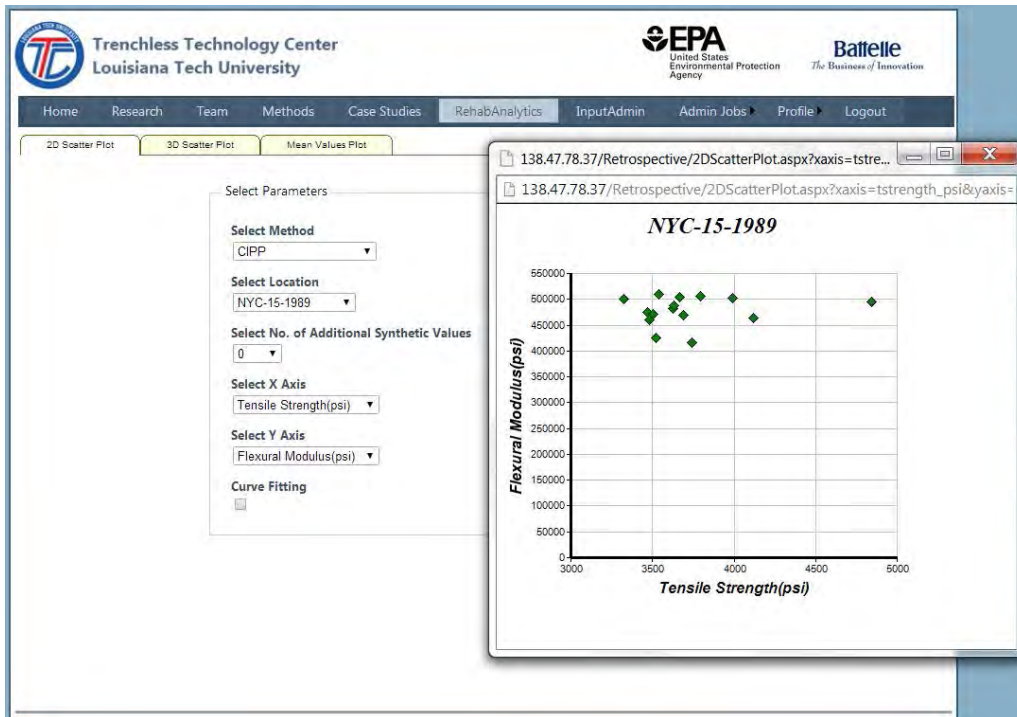 Trenchless Technology Center
Louisiana Tech University
EPA
United States
Environmental Protection
Agency
Battelle
The Business of Innovation
Home Research Team Methods Case Studies RehabAnalytics InputAdmin Admin Jobs Profile Logout
2D Scatter Plot 3D Scatter Plot Mean Values Plot
Select Parameters
Select Method
CIPP
Select Location
NYC-15-1989
Select No. of Additional Synthetic Values
0
Select X Axis
Tensile Strength(psi)
Select Y Axis
Flexural Modulus(psi)
Curve Fitting
138.47.78.37/Retrospective/2DScatterPlot.aspx?xaxis=tstre...
138.47.78.37/Retrospective/2DScatterPlot.aspx?xaxis=tstrength_psi&yaxis=
NYC-15-1989
Flexural Modulus(psi)
550000
500000
450000
400000
350000
300000
250000
200000
150000
100000
50000
0
3000 3500 4000 4500 5000
Tensile Strength(psi)